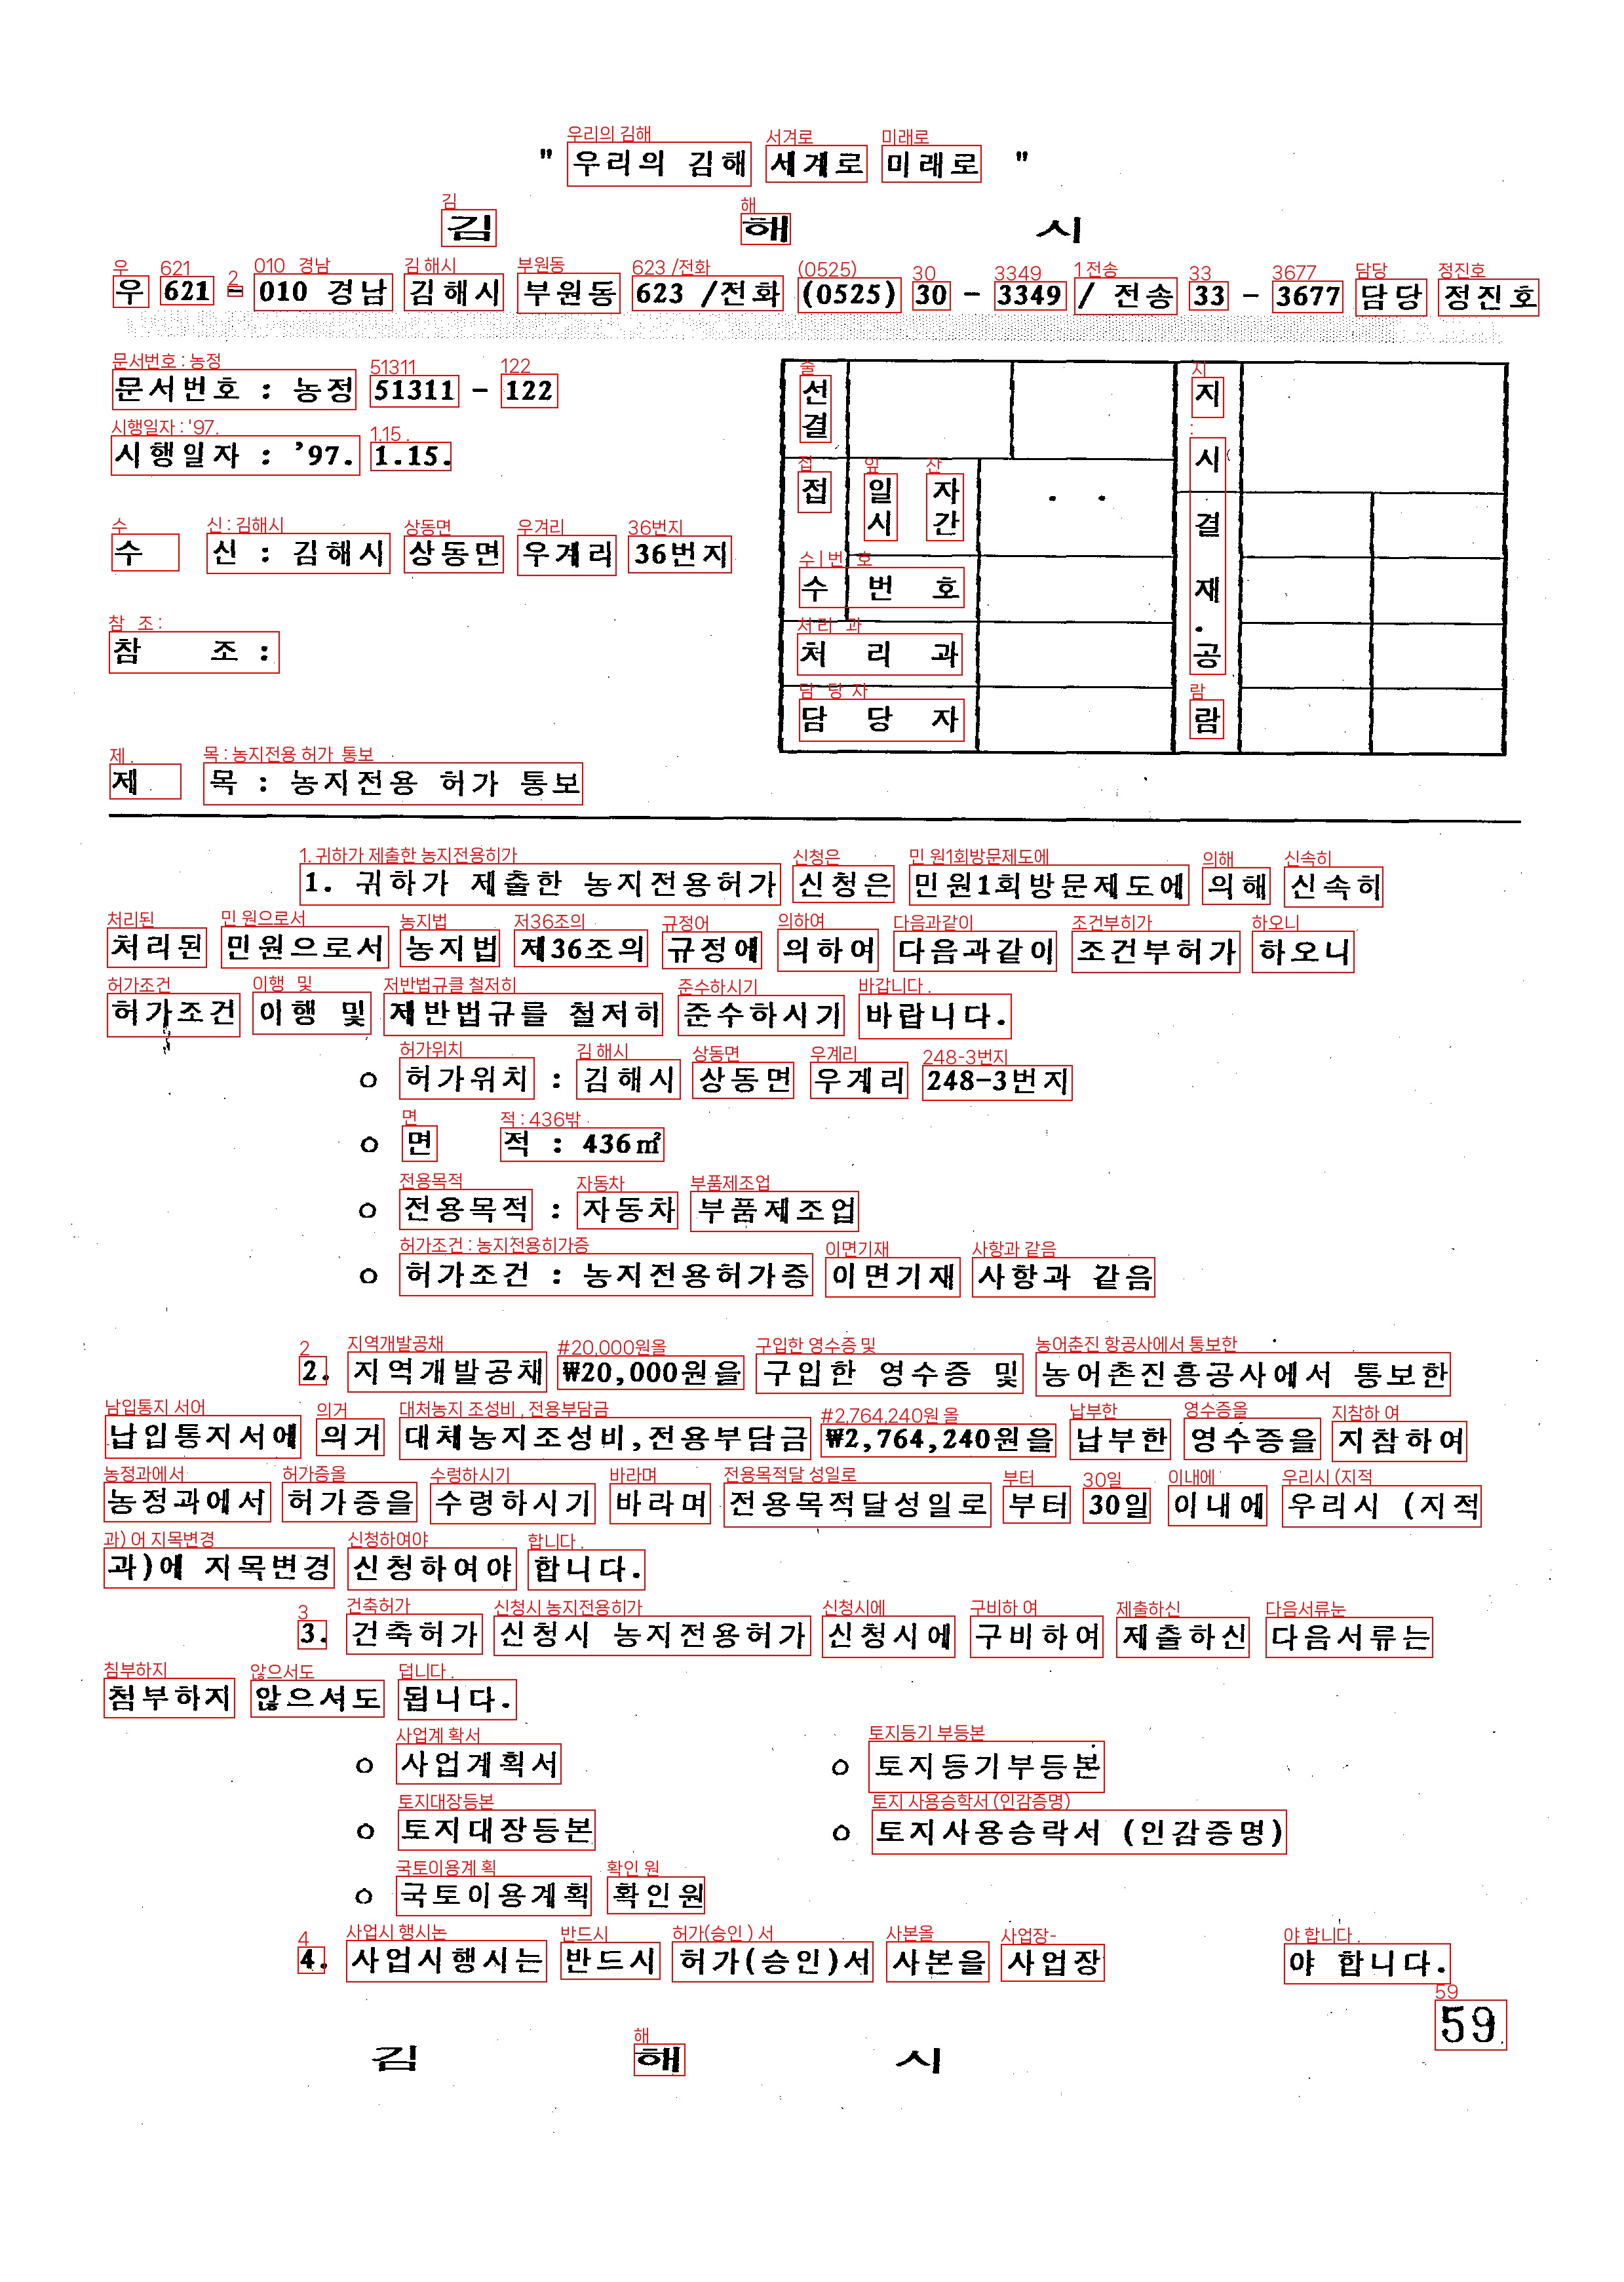 " 우리의 김해 세계로 미래로 "
김 해 시
우 621 - 010 경남 김해시 부원동 623 /전화 (0525) 30 - 3349 / 전송 33 - 3677 담당 정진호
문서번호 : 농정 51311 - 122
시행일자 : '97. 1.15.
수 신 : 김해시 상동면 우계리 36번지
참 조 :
제 목 : 농지전용 허가 통보
선결
지시
접수
일자
시간
번호
결재·공람
처 리 과
담 당 자
1. 귀하가 제출한 농지전용허가 신청은 민원1회방문제도에 의해 신속히
처리된 민원으로서 농지법 제36조의 규정에 의하여 다음과같이 조건부허가 하오니
허가조건 이행 및 제반법규를 철저히 준수하시기 바랍니다.
o 허가위치 : 김해시 상동면 우계리 248-3번지
o 면 적 : 436㎡
o 전용목적 : 자동차 부품제조업
o 허가조건 : 농지전용허가증 이면기재 사항과 같음
2. 지역개발공채 ₩20,000원을 구입한 영수증 및 농어촌진흥공사에서 통보한
납입통지서에 의거 대체농지조성비,전용부담금 ₩2,764,240원을 납부한 영수증을 지참하여
농정과에서 허가증을 수령하시기 바라며 전용목적달성일로 부터 30일 이내에 우리시 (지적
과)에 지목변경 신청하여야 합니다.
3. 건축허가 신청시 농지전용허가 신청시에 구비하여 제출하신 다음서류는
첨부하지 않으셔도 됩니다.
o 사업계획서 o 토지등기부등본
o 토지대장등본 o 토지사용승락서 (인감증명)
o 국토이용계획 확인원
4. 사업시행시는 반드시 허가(승인)서 사본을 사업장 야 합니다.
59
김 해 시